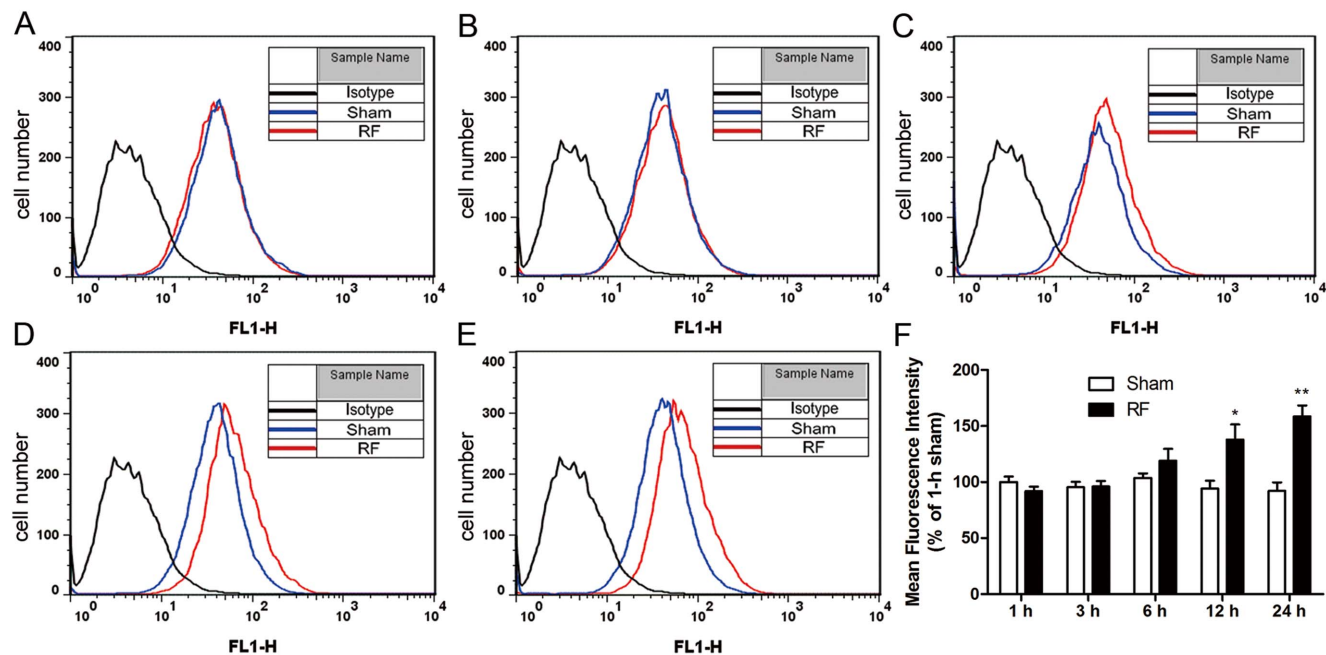 A
400
300
200
100
0
cell number
Sample Name
Isotype
Sham
RF
10^0 10^1 10^2 10^3 10^4
FL1-H
B
400
300
200
100
0
cell number
Sample Name
Isotype
Sham
RF
10^0 10^1 10^2 10^3 10^4
FL1-H
C
400
300
200
100
0
cell number
Sample Name
Isotype
Sham
RF
10^0 10^1 10^2 10^3 10^4
FL1-H
D
400
300
200
100
0
cell number
Sample Name
Isotype
Sham
RF
10^0 10^1 10^2 10^3 10^4
FL1-H
E
400
300
200
100
0
cell number
Sample Name
Isotype
Sham
RF
10^0 10^1 10^2 10^3 10^4
FL1-H
F
Mean Fluorescence Intensity
(% of 1-h sham)
200
150
100
50
0
Sham
RF
*
**
1 h 3 h 6 h 12 h 24 h